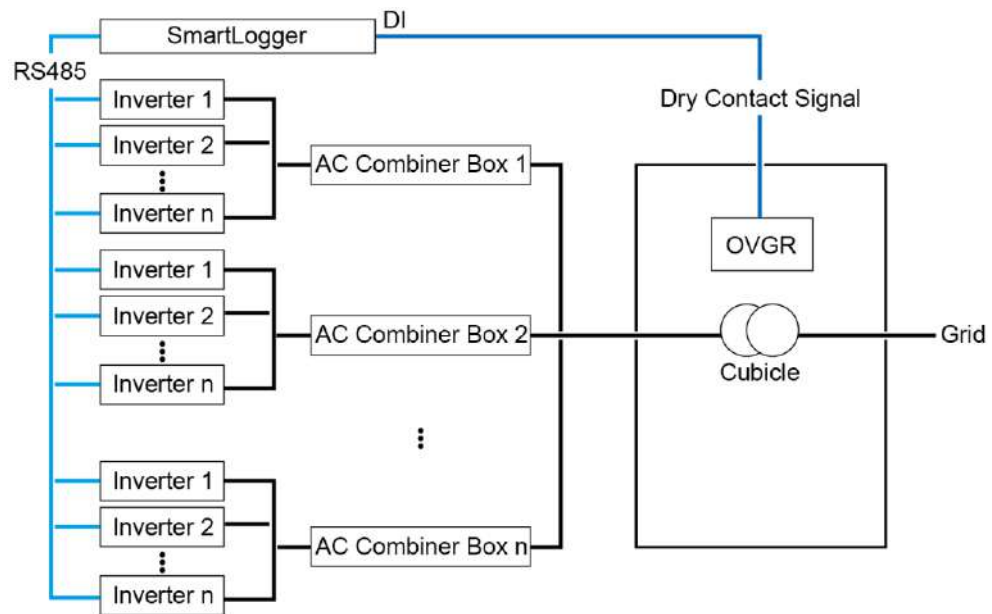 DI
SmartLogger
RS485
Inverter 1
Dry Contact Signal
Inverter 2
AC Combiner Box 1
Inverter n
OVGR
Inverter 1
Inverter 2
AC Combiner Box 2
Grid
Cubicle
Inverter n
Inverter 1
Inverter 2
AC Combiner Box n
Inverter n